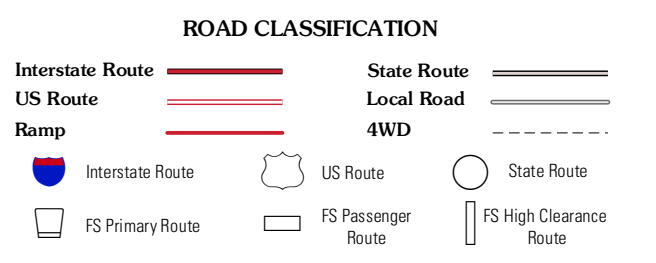 ROAD CLASSIFICATION
Interstate Route
State Route
US Route
Local Road
Ramp
4WD
Interstate Route
US Route
State Route
FS Primary Route
FS Passenger
Route
FS High Clearance
Route